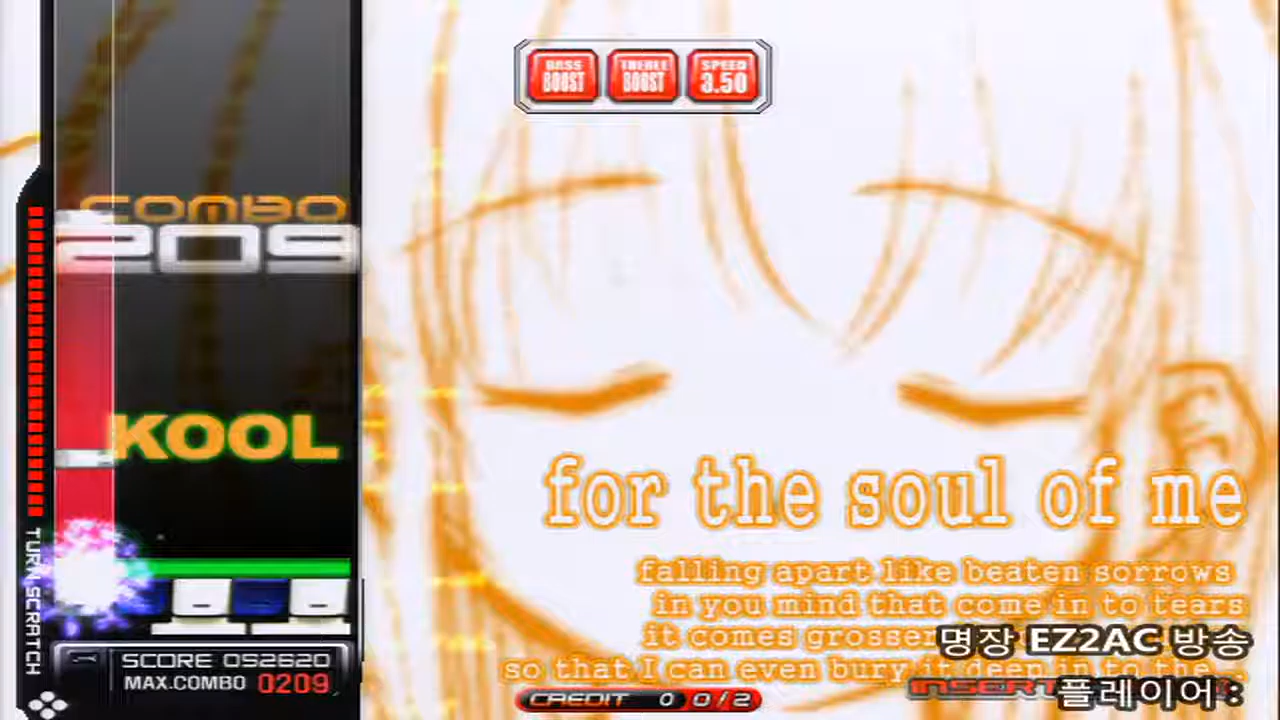 BASS BOOST
TREBLE BOOST
SPEED 3.50
COMBO
209
KOOL
for the soul of me
falling apart like beaten sorrows
in you mind that come in to tears
it comes grosser
so that I can even bury it deep in to the...
명장 EZ2AC 방송
플레이어 :
TURN SCRATCH
SCORE 052620
MAX.COMBO 0209
CREDIT 0 0/2
INSERT